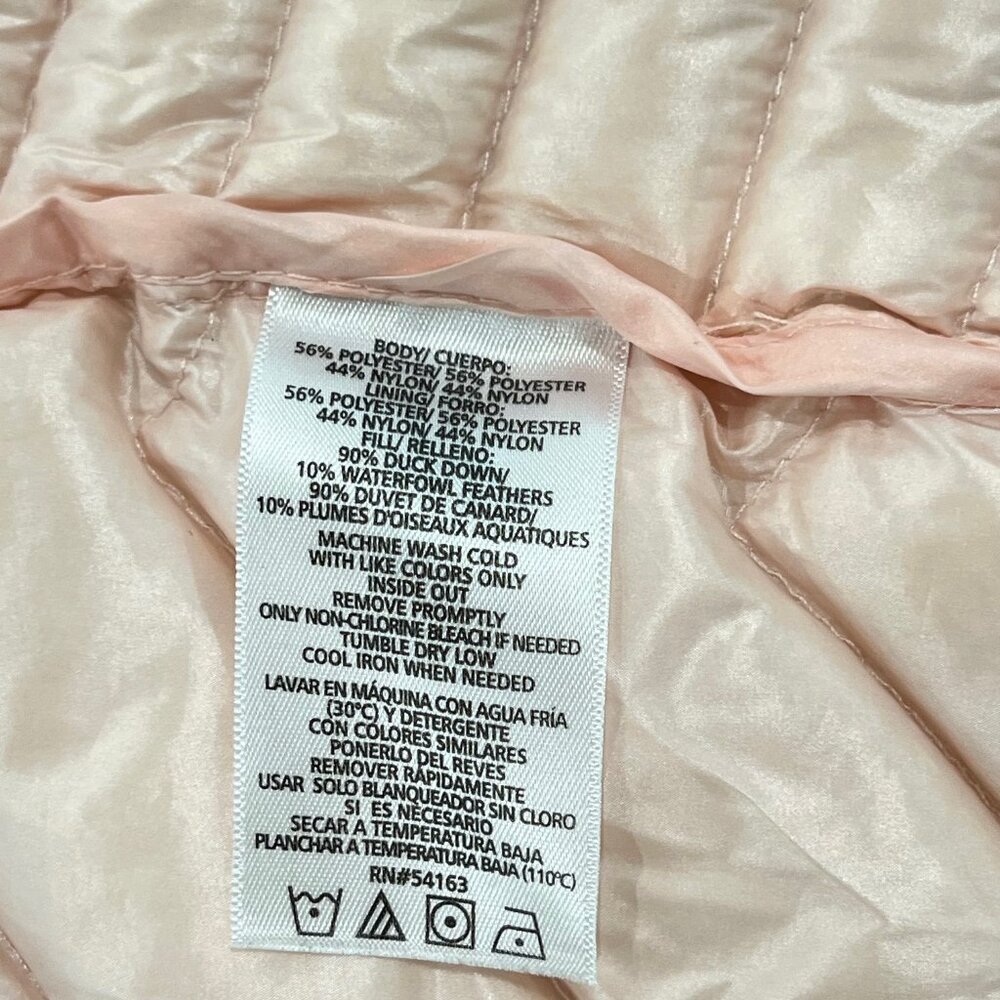 BODY/ CUERPO:
56% POLYESTER/ 56% POLYESTER
44% NYLON/ 44% NYLON
LINING/ FORRO:
56% POLYESTER/ 56% POLYESTER
44% NYLON/ 44% NYLON
FILL/ RELLENO:
90% DUCK DOWN/
10% WATERFOWL FEATHERS
90% DUVET DE CANARD/
10% PLUMES D'OISEAUX AQUATIQUES
MACHINE WASH COLD
WITH LIKE COLORS ONLY
INSIDE OUT
REMOVE PROMPTLY
ONLY NON-CHLORINE BLEACH IF NEEDED
TUMBLE DRY LOW
COOL IRON WHEN NEEDED
LAVAR EN MÁQUINA CON AGUA FRÍA
(30°C) Y DETERGENTE
CON COLORES SIMILARES
PONERLO DEL REVES
REMOVER RÁPIDAMENTE
USAR SOLO BLANQUEADOR SIN CLORO
SI ES NECESARIO
SECAR A TEMPERATURA BAJA
PLANCHAR A TEMPERATURA BAJA (110°C)
RN#54163